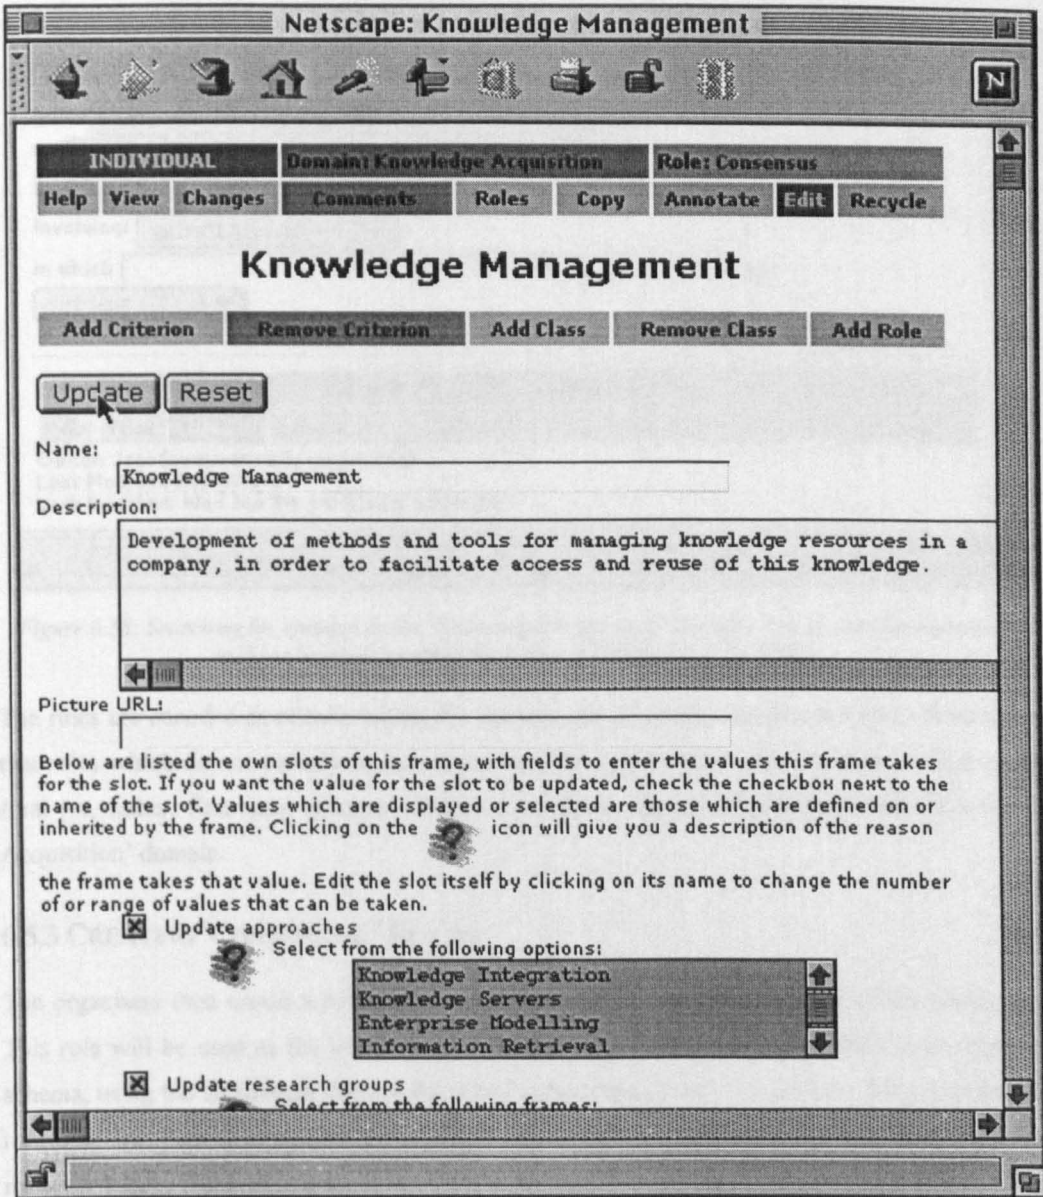 Netscape: Knowledge Management
N
INDIVIDUAL Domain: Knowledge Acquisition Role: Consensus
Help View Changes Comments Roles Copy Annotate Edit Recycle
Knowledge Management
Add Criterion Remove Criterion Add Class Remove Class Add Role
Update Reset
Name:
Knowledge Management
Description:
Development of methods and tools for managing knowledge resources in a
company, in order to facilitate access and reuse of this knowledge.
Picture URL:
Below are listed the own slots of this frame, with fields to enter the values this frame takes
for the slot. If you want the value for the slot to be updated, check the checkbox next to the
name of the slot. Values which are displayed or selected are those which are defined on or
inherited by the frame. Clicking on the ? icon will give you a description of the reason
the frame takes that value. Edit the slot itself by clicking on its name to change the number
of or range of values that can be taken.
Update approaches
? Select from the following options:
Knowledge Integration
Knowledge Servers
Enterprise Modelling
Information Retrieval
Update research groups
Select from the following frames: